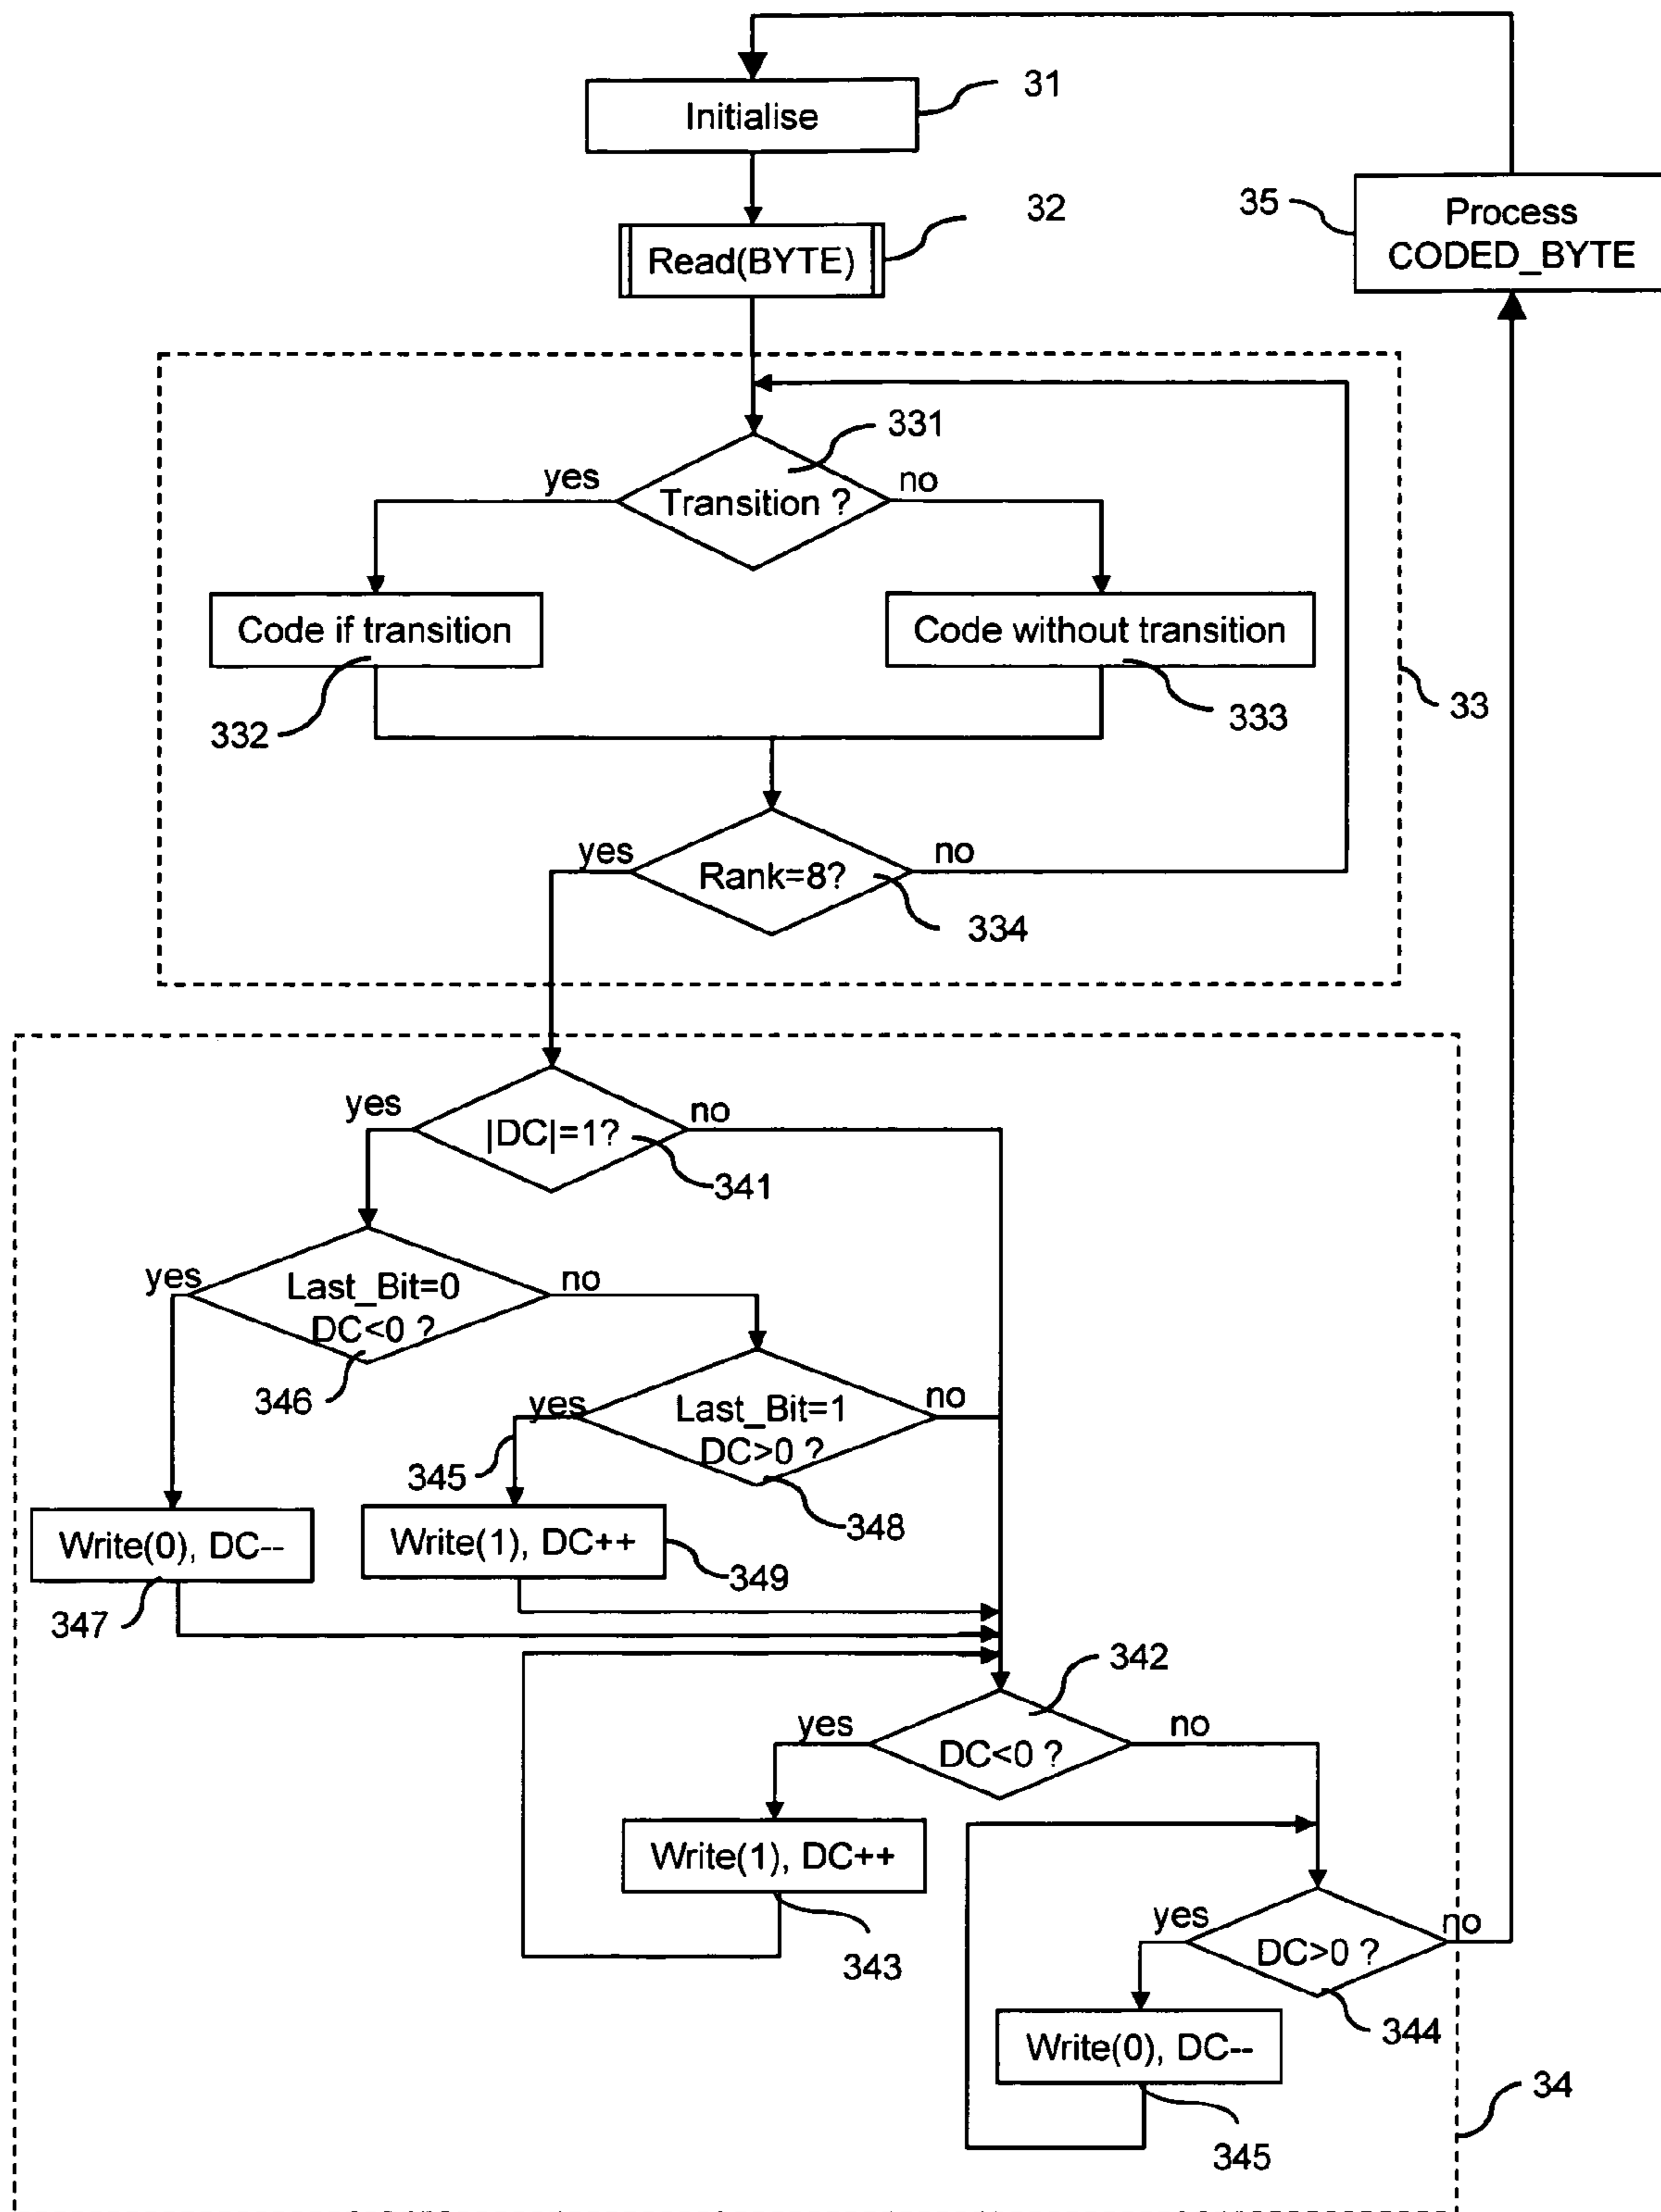 31
Initialise
32
Read(BYTE)
35
Process
CODED_BYTE
331
yes
no
Transition ?
Code if transition
Code without transition
332
333
33
yes
no
Rank=8?
334
yes
no
|DC|=1?
341
yes
no
Last_Bit=0
DC<0 ?
346
yes
no
Last_Bit=1
DC>0 ?
345
348
Write(0), DC--
Write(1), DC++
349
347
342
yes
no
DC<0 ?
Write(1), DC++
343
yes
no
DC>0 ?
344
Write(0), DC--
34
345